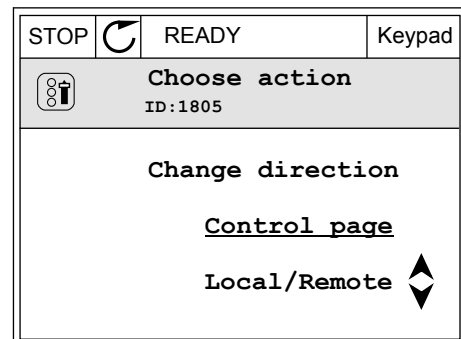 STOP READY Keypad
Choose action
ID:1805
Change direction
Control page
Local/Remote